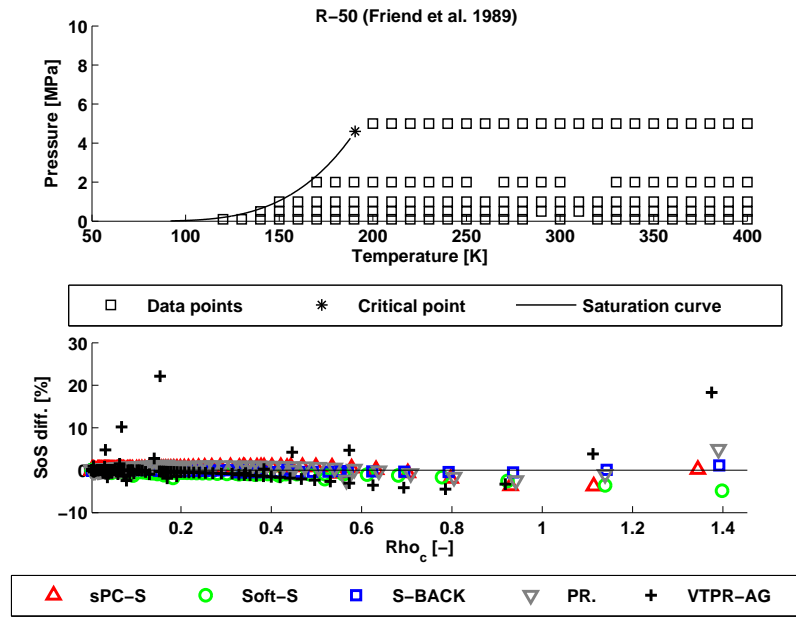 R−50 (Friend et al. 1989)
Pressure [MPa]
6
4
2
0
50 100 150 200 250 300 350 400
Temperature [K]
Data points Critical point Saturation curve
SoS diff. [%]
30
20
10
0
−10
0.2 0.4 0.6 0.8 1 1.2 1.4
Rho_c [−]
sPC−S Soft−S S−BACK PR. VTPR−AG